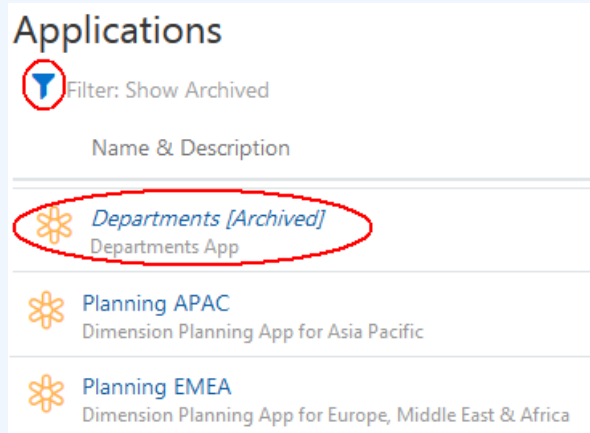 Applications
Filter: Show Archived
Name & Description
Departments [Archived]
Departments App
Planning APAC
Dimension Planning App for Asia Pacific
Planning EMEA
Dimension Planning App for Europe, Middle East & Africa